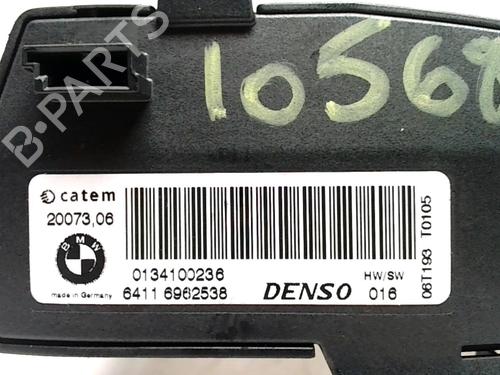 B-PARTS
10568
catem
20073,06
BMW
made in Germany
0134100236
6411 6962538
DENSO
HW/SW
016
06T193 T0105